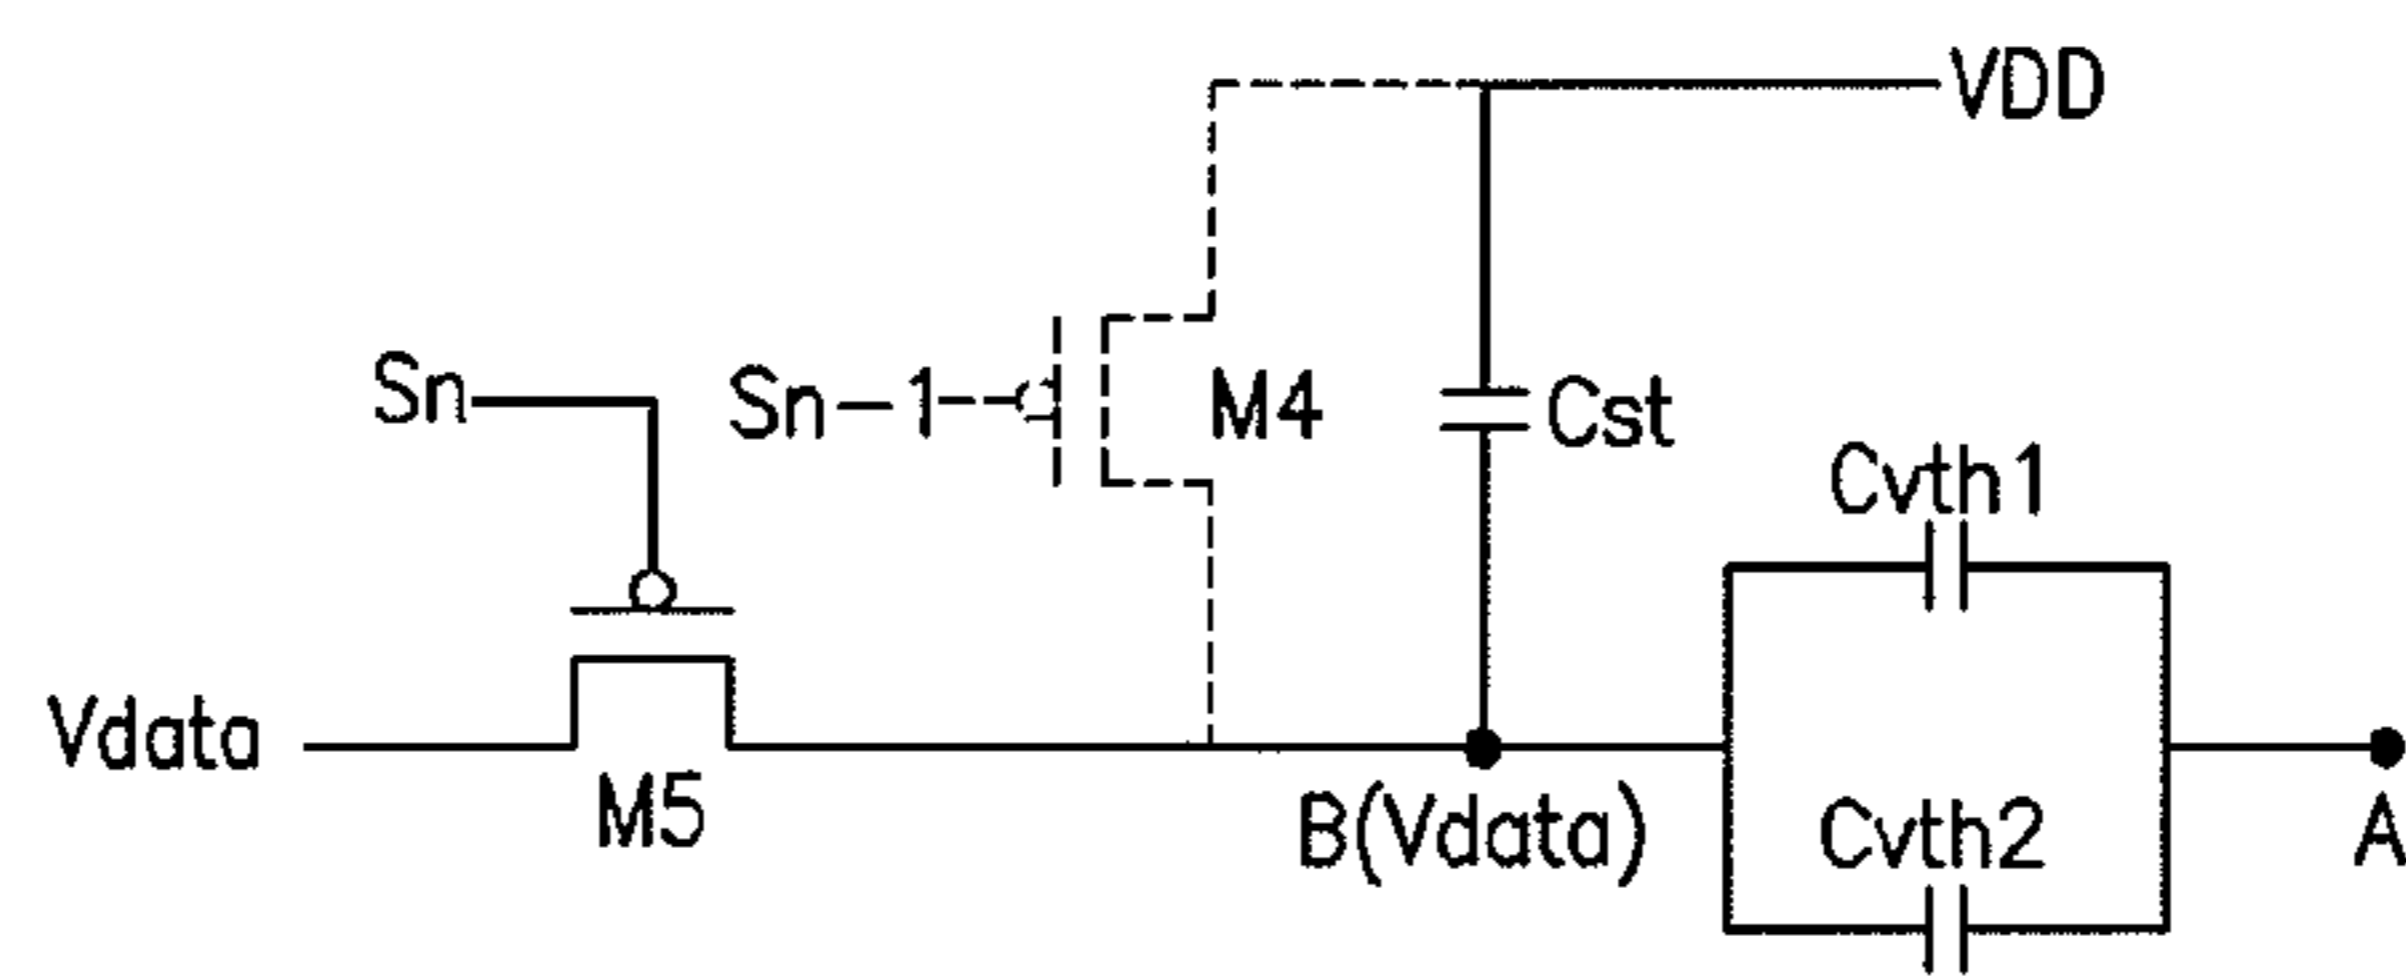 VDD
Sn
Sn-1
M4
Cst
Cvth1
Vdata
M5
B(Vdata)
Cvth2
A